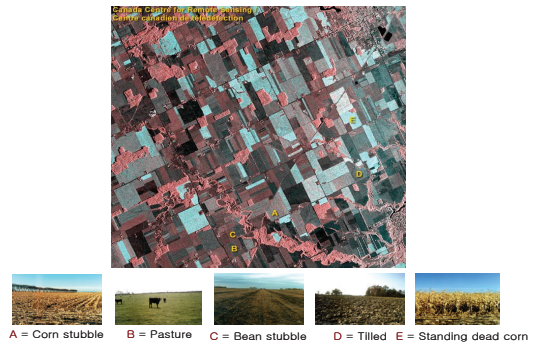 Canada Centre for Remote Sensing
Centre canadien de télédétection
E
D
A
C
B
A = Corn stubble B = Pasture C = Bean stubble D = Tilled E = Standing dead corn